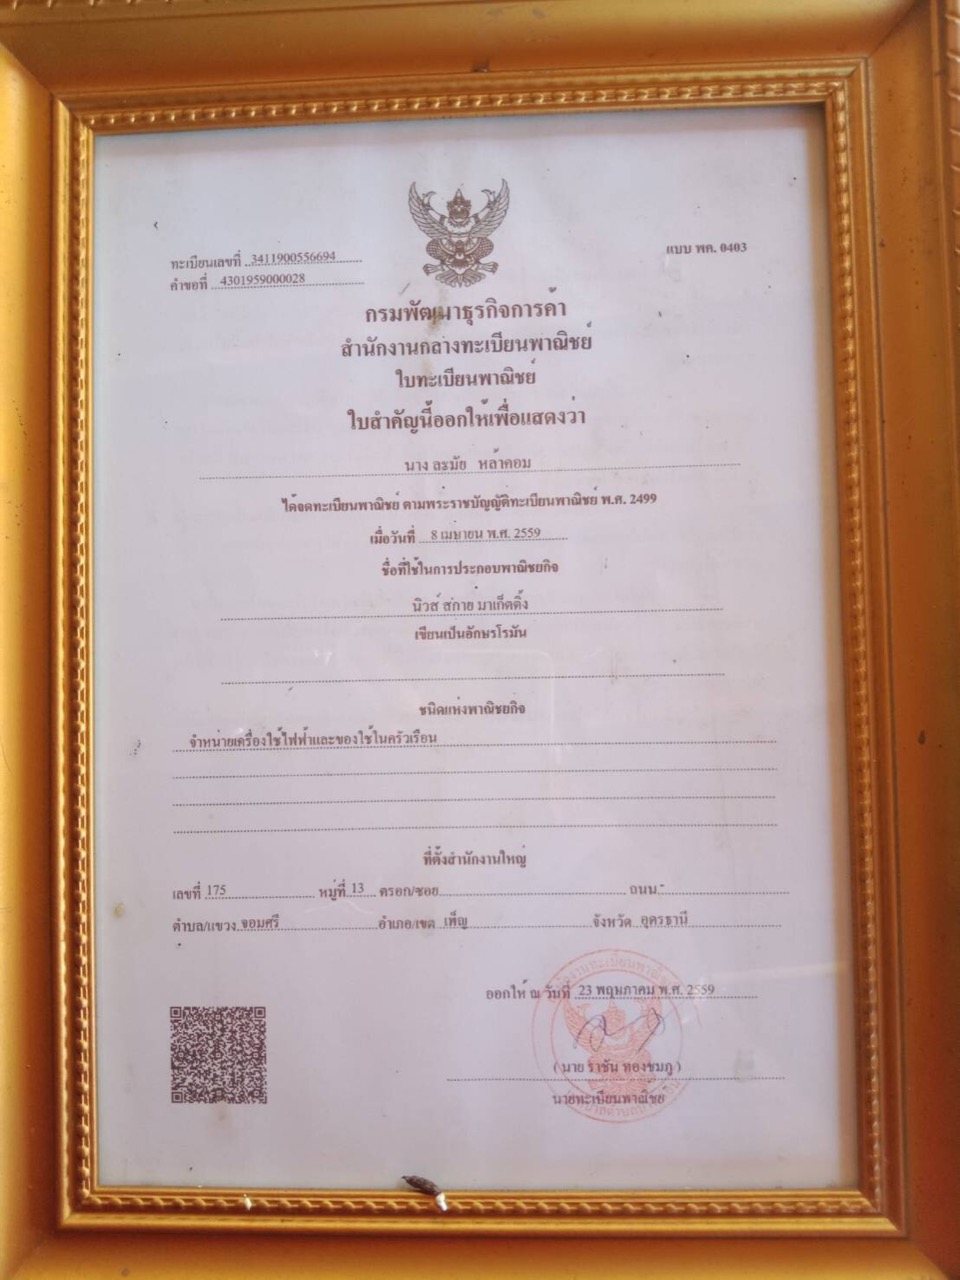 แบบ พค. 0403
ทะเบียนเลขที่ 3411900556694
คำขอที่ 4301959000028
กรมพัฒนาธุรกิจการค้า
สำนักงานกลางทะเบียนพาณิชย์
ใบทะเบียนพาณิชย์
ใบสำคัญนี้ออกให้เพื่อแสดงว่า
นาง ละมัย หล้าคอม
ได้จดทะเบียนพาณิชย์ ตามพระราชบัญญัติทะเบียนพาณิชย์ พ.ศ. 2499
เมื่อวันที่ 8 เมษายน พ.ศ. 2559
ชื่อที่ใช้ในการประกอบพาณิชยกิจ
นิวส์ สกาย มาเก็ตติ้ง
เขียนเป็นอักษรโรมัน
ชนิดแห่งพาณิชยกิจ
จำหน่ายเครื่องใช้ไฟฟ้าและของใช้ในครัวเรือน
ที่ตั้งสำนักงานใหญ่
เลขที่ 175 หมู่ที่ 13 ตรอก/ซอย ถนน -
ตำบล/แขวง จอมศรี อำเภอ/เขต เพ็ญ จังหวัด อุดรธานี
ออกให้ ณ วันที่ 23 พฤษภาคม พ.ศ. 2559
( นาย ราชัน ทองชมภู )
นายทะเบียนพาณิชย์